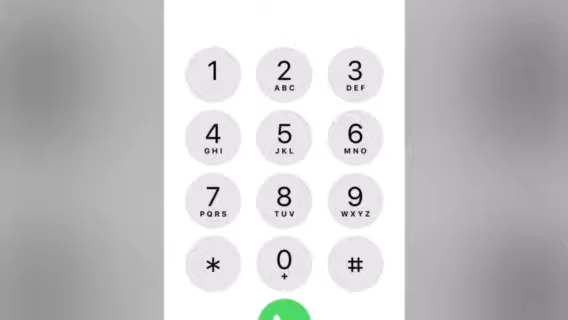 1 2 3
ABC DEF
4 5 6
GHI JKL MNO
7 8 9
PQRS TUV WXYZ
* 0 #
+